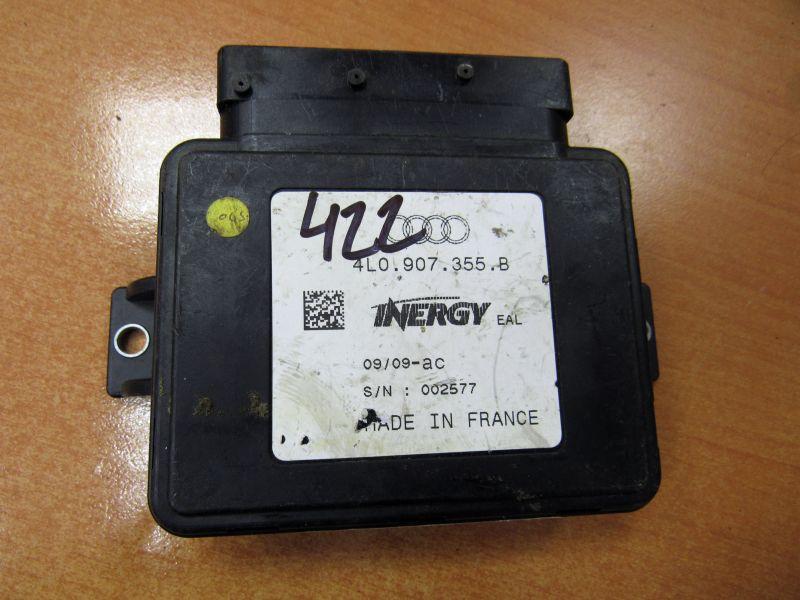 422
4L0.907.355.B
INERGY EAL
09/09-ac
S/N : 002577
MADE IN FRANCE